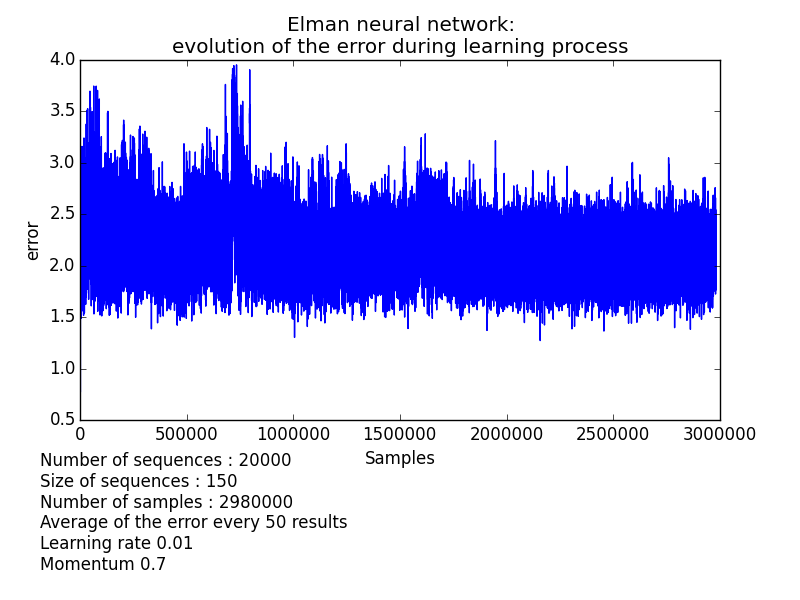 Elman neural network:
evolution of the error during learning process
4.0
3.5
3.0
2.5
2.0
1.5
1.0
0.5
error
0 500000 1000000 1500000 2000000 2500000 3000000
Samples
Number of sequences : 20000
Size of sequences : 150
Number of samples : 2980000
Average of the error every 50 results
Learning rate 0.01
Momentum 0.7